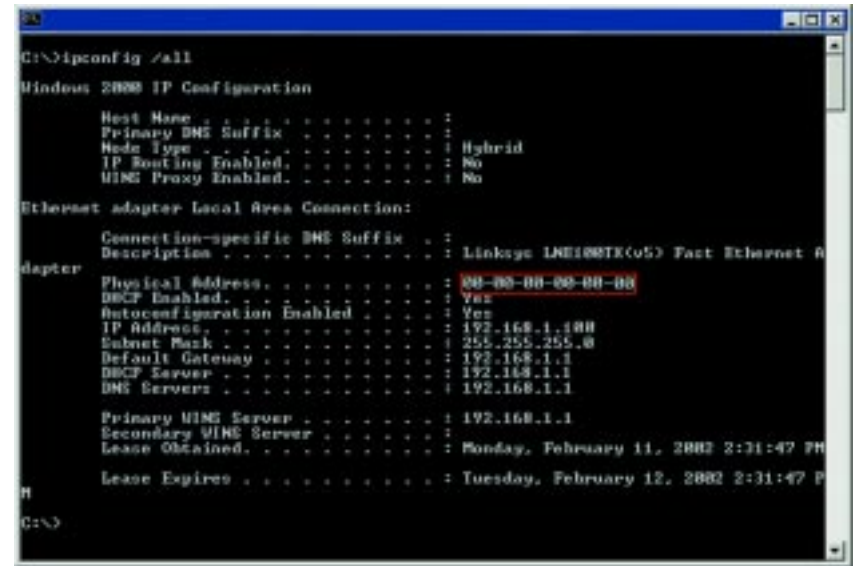 C:\>ipconfig /all
Windows 2000 IP Configuration
Host Name . . . . . . . . . . . . :
Primary DNS Suffix . . . . . . . :
Node Type . . . . . . . . . . . . : Hybrid
IP Routing Enabled. . . . . . . . : No
WINS Proxy Enabled. . . . . . . . : No
Ethernet adapter Local Area Connection:
Connection-specific DNS Suffix . :
Description . . . . . . . . . . . : Linksys LNE100TX(v5) Fast Ethernet A
dapter
Physical Address. . . . . . . . . : 00-00-00-00-00-00
DHCP Enabled. . . . . . . . . . . : Yes
Autoconfiguration Enabled . . . . : Yes
IP Address. . . . . . . . . . . . : 192.168.1.100
Subnet Mask . . . . . . . . . . . : 255.255.255.0
Default Gateway . . . . . . . . . : 192.168.1.1
DHCP Server . . . . . . . . . . . : 192.168.1.1
DNS Servers . . . . . . . . . . . : 192.168.1.1
Primary WINS Server . . . . . . . : 192.168.1.1
Secondary WINS Server . . . . . . :
Lease Obtained. . . . . . . . . . : Monday, February 11, 2002 2:31:47 PM
Lease Expires . . . . . . . . . . : Tuesday, February 12, 2002 2:31:47 P
M
C:\>